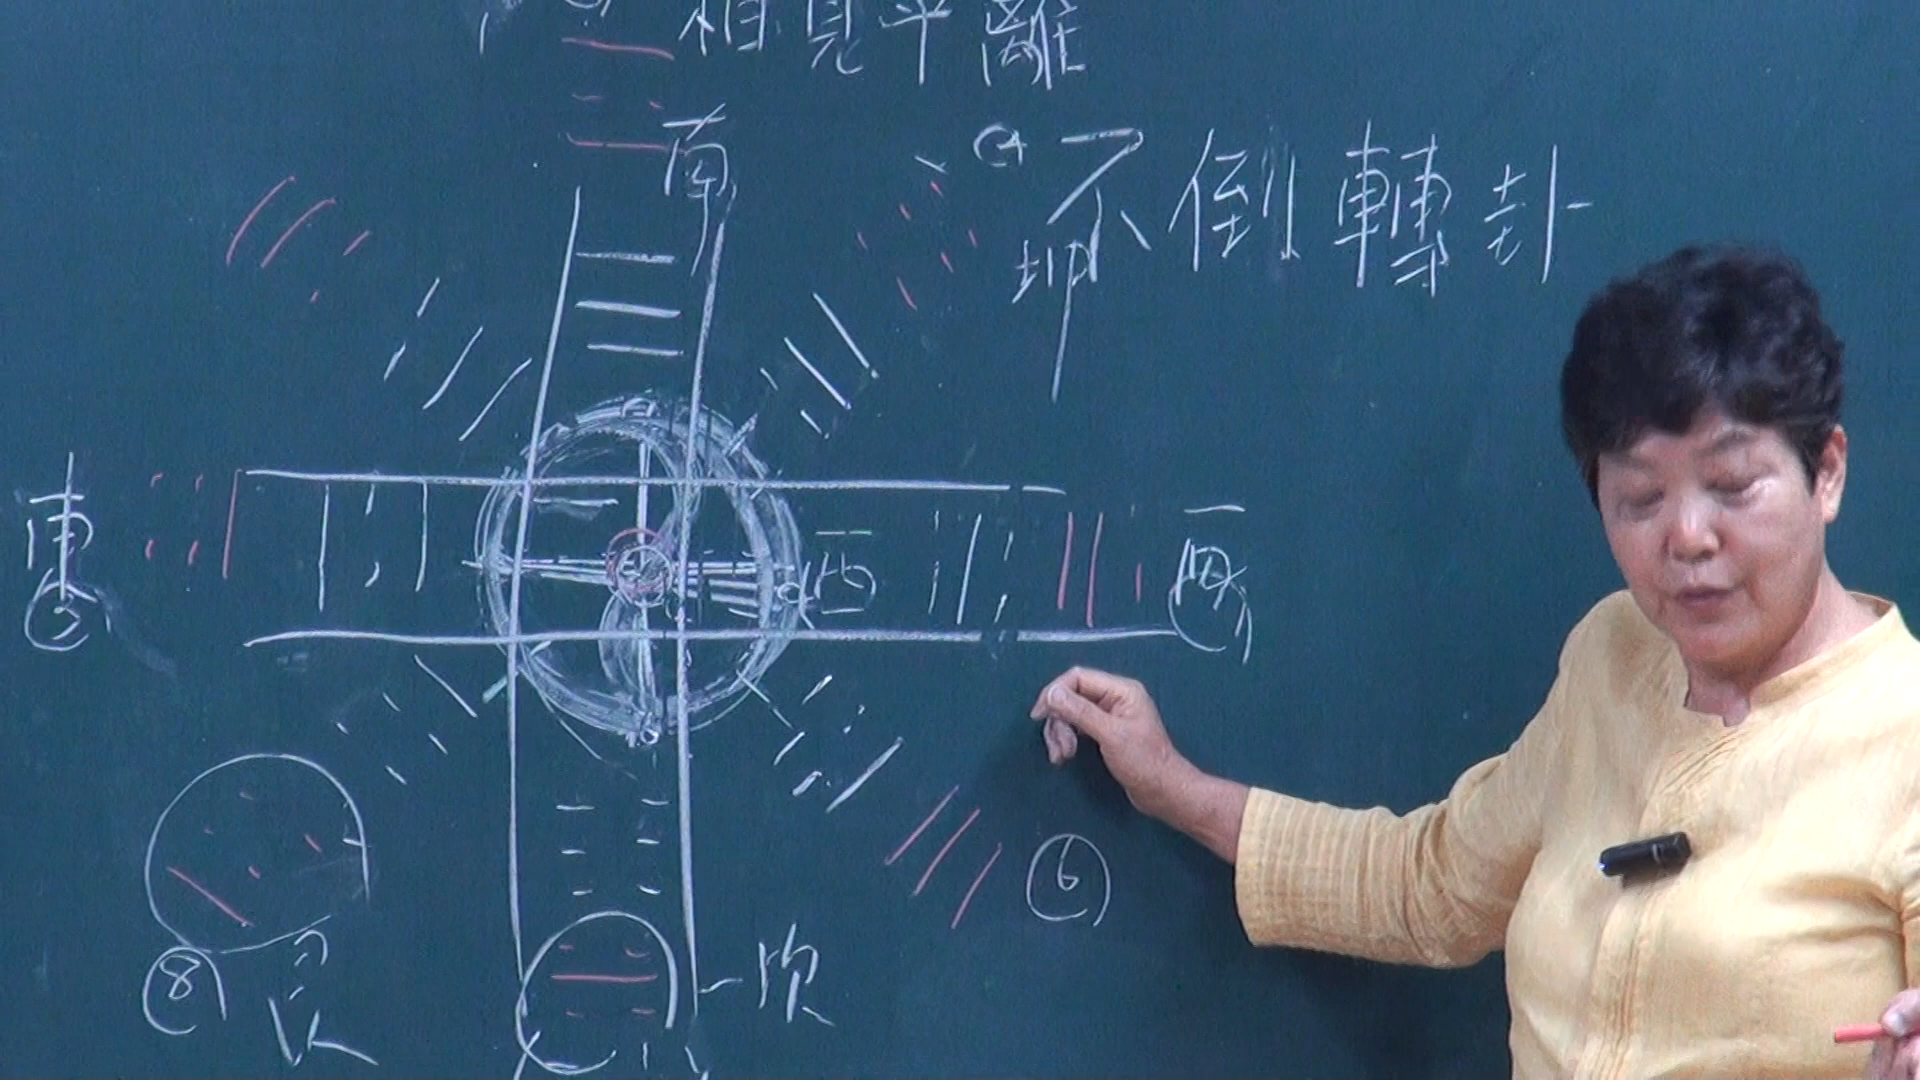 相見乎離
南
不倒轉卦
坤
東
西
西
⑥
⑧
艮
坎